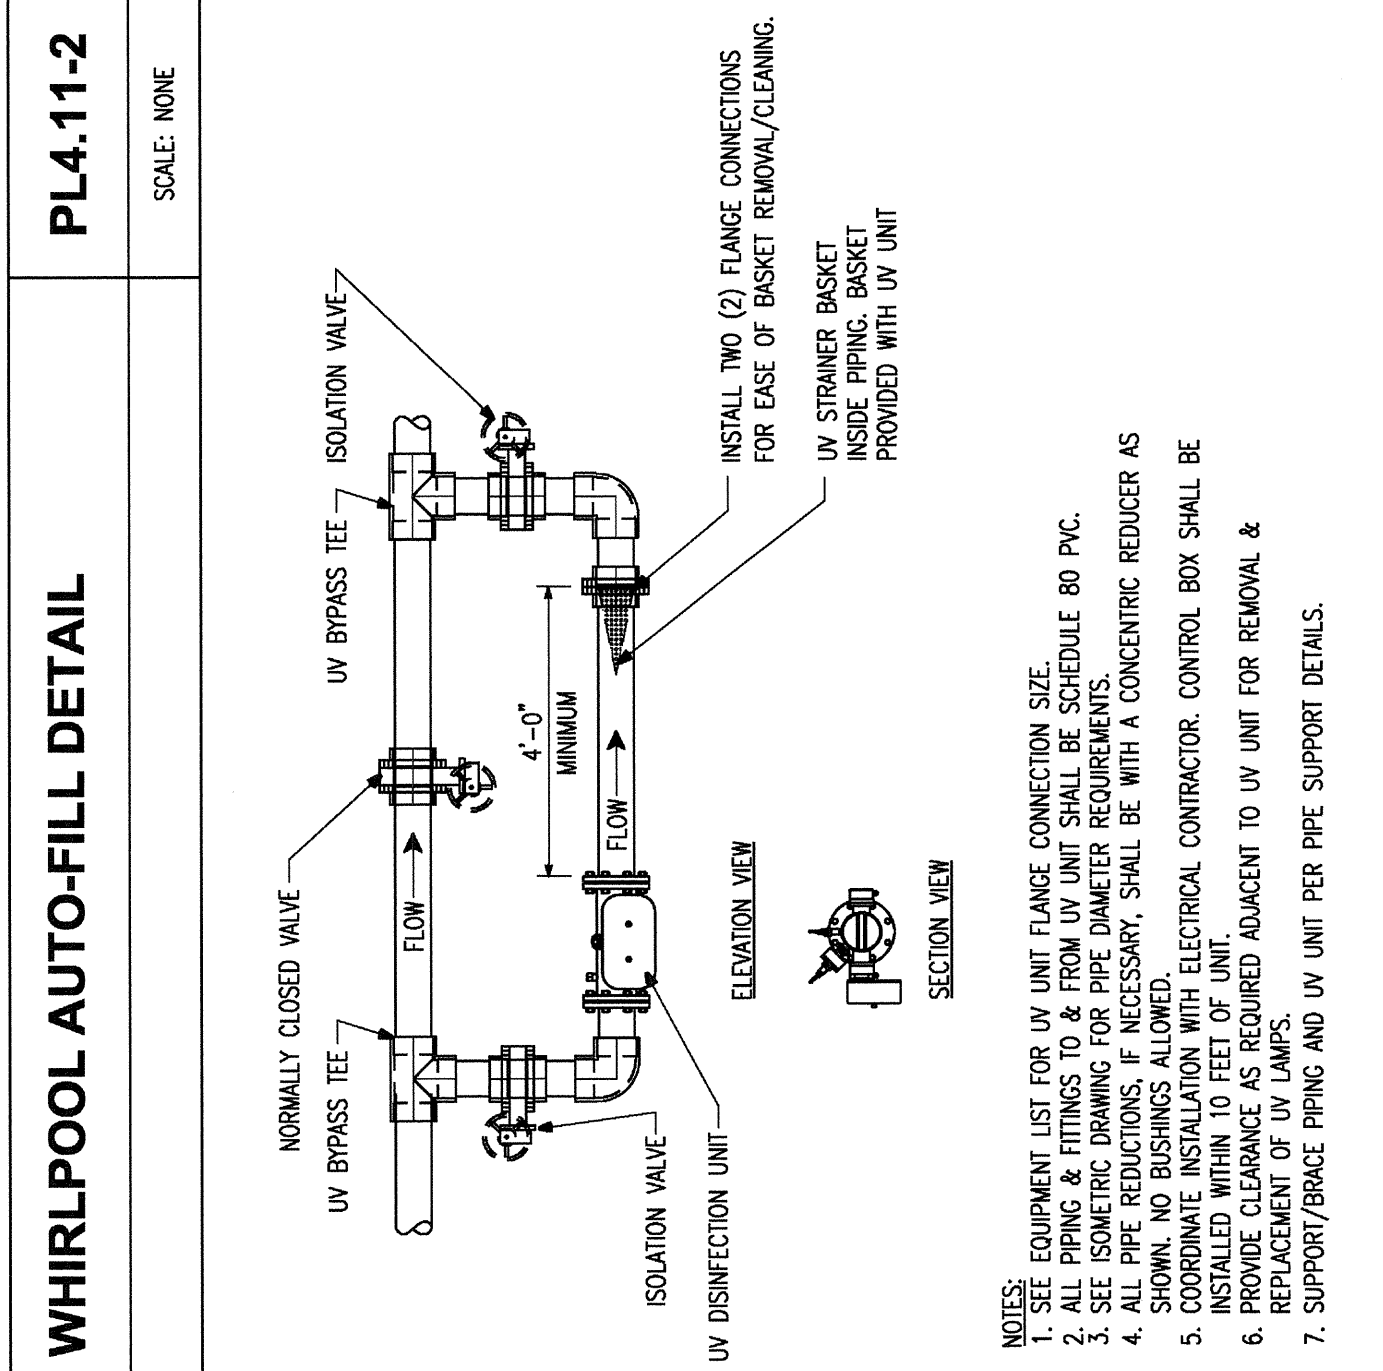 WHIRLPOOL AUTO-FILL DETAIL
PL4.11-2
SCALE: NONE
NORMALLY CLOSED VALVE
UV BYPASS TEE
UV BYPASS TEE
ISOLATION VALVE
FLOW
4'-0"
MINIMUM
FLOW
ISOLATION VALVE
UV DISINFECTION UNIT
INSTALL TWO (2) FLANGE CONNECTIONS
FOR EASE OF BASKET REMOVAL/CLEANING.
UV STRAINER BASKET
INSIDE PIPING. BASKET
PROVIDED WITH UV UNIT
ELEVATION VIEW
SECTION VIEW
NOTES:
1. SEE EQUIPMENT LIST FOR UV UNIT FLANGE CONNECTION SIZE.
2. ALL PIPING & FITTINGS TO & FROM UV UNIT SHALL BE SCHEDULE 80 PVC.
3. SEE ISOMETRIC DRAWING FOR PIPE DIAMETER REQUIREMENTS.
4. ALL PIPE REDUCTIONS, IF NECESSARY, SHALL BE WITH A CONCENTRIC REDUCER AS
SHOWN. NO BUSHINGS ALLOWED.
5. COORDINATE INSTALLATION WITH ELECTRICAL CONTRACTOR. CONTROL BOX SHALL BE
INSTALLED WITHIN 10 FEET OF UNIT.
6. PROVIDE CLEARANCE AS REQUIRED ADJACENT TO UV UNIT FOR REMOVAL &
REPLACEMENT OF UV LAMPS.
7. SUPPORT/BRACE PIPING AND UV UNIT PER PIPE SUPPORT DETAILS.